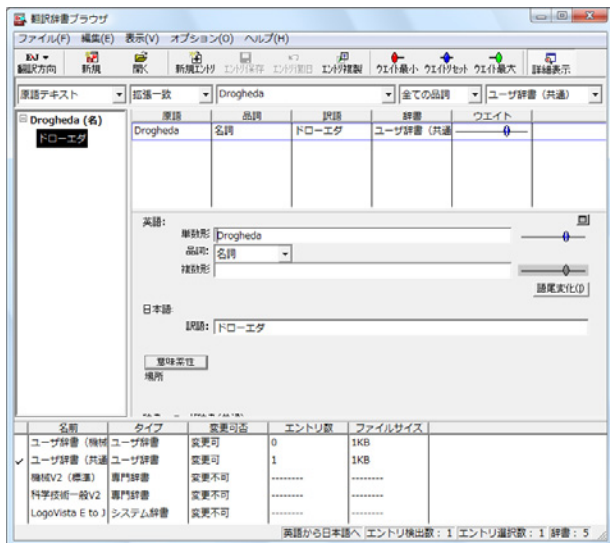 翻訳辞書ブラウザ
ファイル(F) 編集(E) 表示(V) オプション(O) ヘルプ(H)
翻訳方向 新規 開く 新規エントリ エントリ保存 エントリ復旧 エントリ複製 ウエイト最小 ウエイトリセット ウエイト最大 詳細表示
原語テキスト 拡張一致 Drogheda 全ての品詞 ユーザ辞書（共通）
Drogheda (名)
ドローエダ
原語 品詞 訳語 辞書 ウエイト
Drogheda 名詞 ドローエダ ユーザ辞書（共通
英語:
単数形 Drogheda
品詞: 名詞
複数形
語尾変化(I)
日本語
訳語: ドローエダ
意味素性
場所
名前 タイプ 変更可否 エントリ数 ファイルサイズ
ユーザ辞書（機械 ユーザ辞書 変更可 0 1KB
ユーザ辞書（共通 ユーザ辞書 変更可 1 1KB
機械V2（標準） 専門辞書 変更不可 -------- --------
科学技術一般V2 専門辞書 変更不可 -------- --------
LogoVista E to J システム辞書 変更不可 -------- --------
英語から日本語へ エントリ検出数: 1 エントリ選択数: 1 辞書: 5